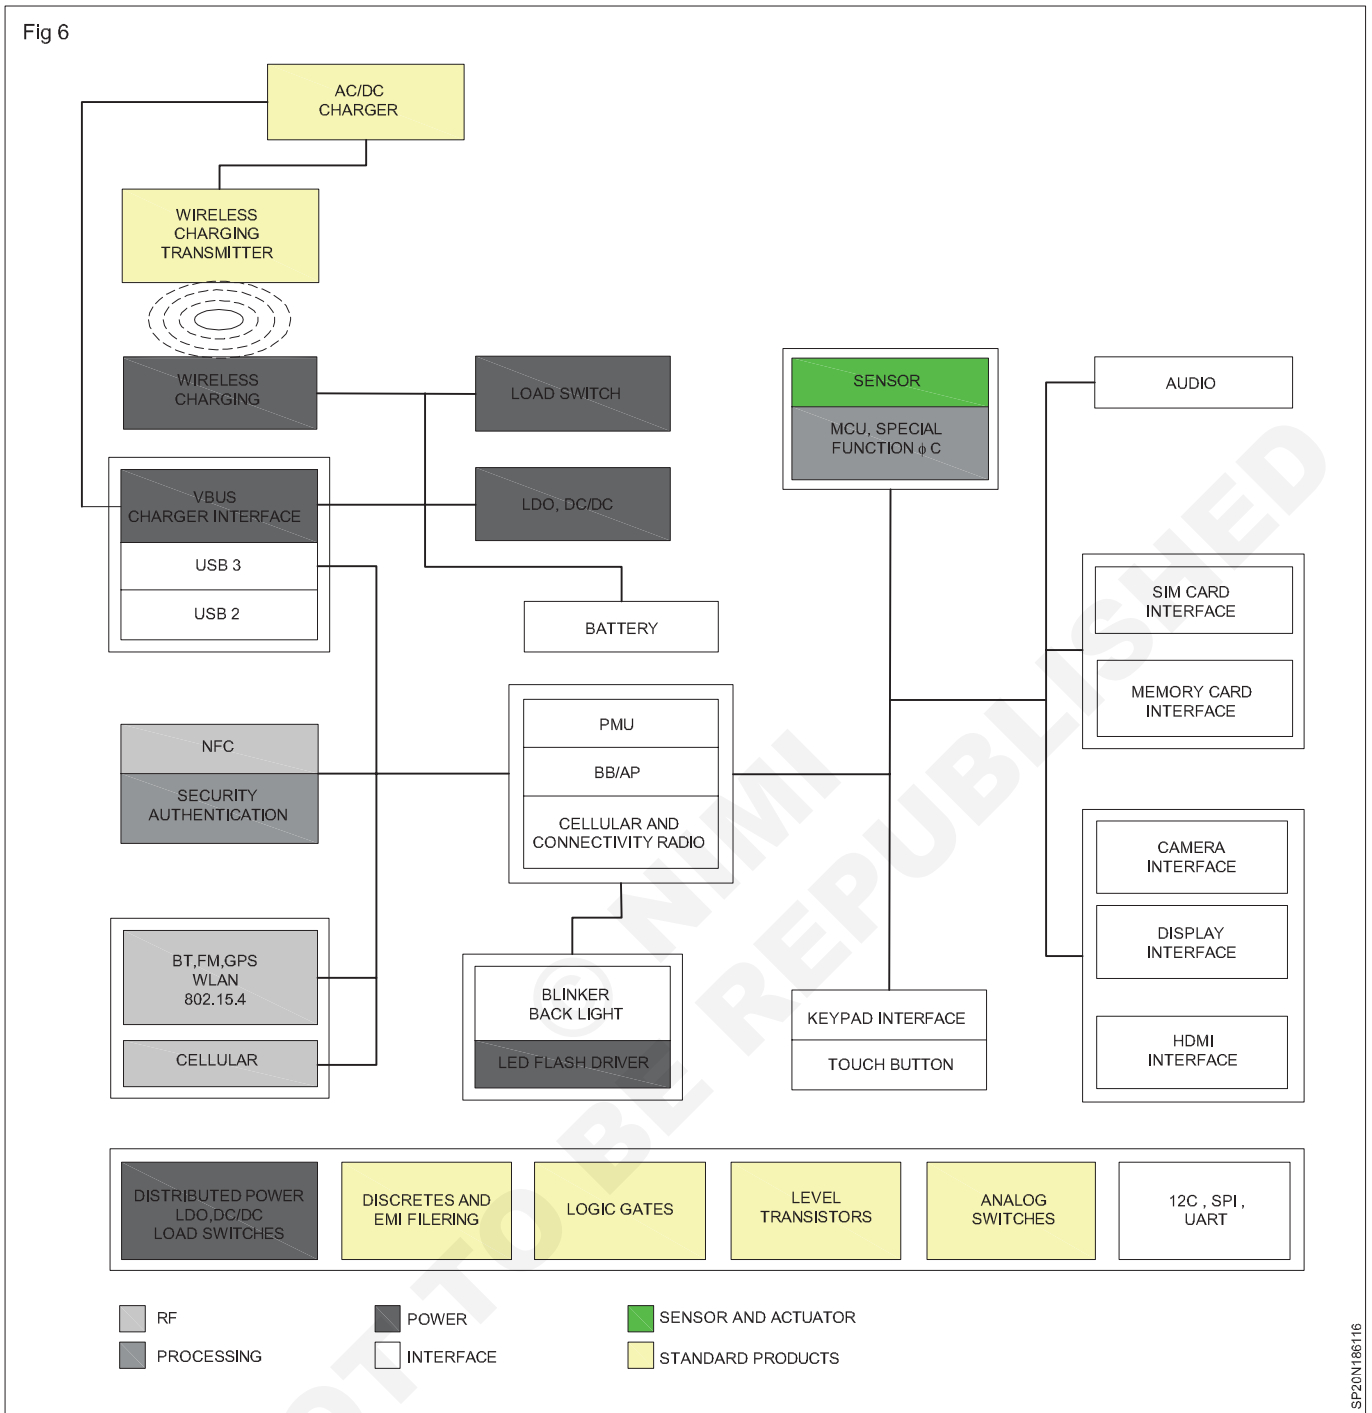 Fig 6
AC/DC
CHARGER
WIRELESS
CHARGING
TRANSMITTER
WIRELESS
CHARGING
LOAD SWITCH
SENSOR
MCU, SPECIAL
FUNCTION ϕ C
AUDIO
VBUS
CHARGER INTERFACE
USB 3
USB 2
LDO, DC/DC
BATTERY
SIM CARD
INTERFACE
MEMORY CARD
INTERFACE
NFC
SECURITY
AUTHENTICATION
PMU
BB/AP
CELLULAR AND
CONNECTIVITY RADIO
CAMERA
INTERFACE
DISPLAY
INTERFACE
HDMI
INTERFACE
BT,FM,GPS
WLAN
802.15.4
CELLULAR
BLINKER
BACK LIGHT
LED FLASH DRIVER
KEYPAD INTERFACE
TOUCH BUTTON
DISTRIBUTED POWER
LDO,DC/DC
LOAD SWITCHES
DISCRETES AND
EMI FILERING
LOGIC GATES
LEVEL
TRANSISTORS
ANALOG
SWITCHES
12C , SPI ,
UART
RF
POWER
SENSOR AND ACTUATOR
PROCESSING
INTERFACE
STANDARD PRODUCTS
SP20N186116
© NIMI
NOT TO BE REPUBLISHED